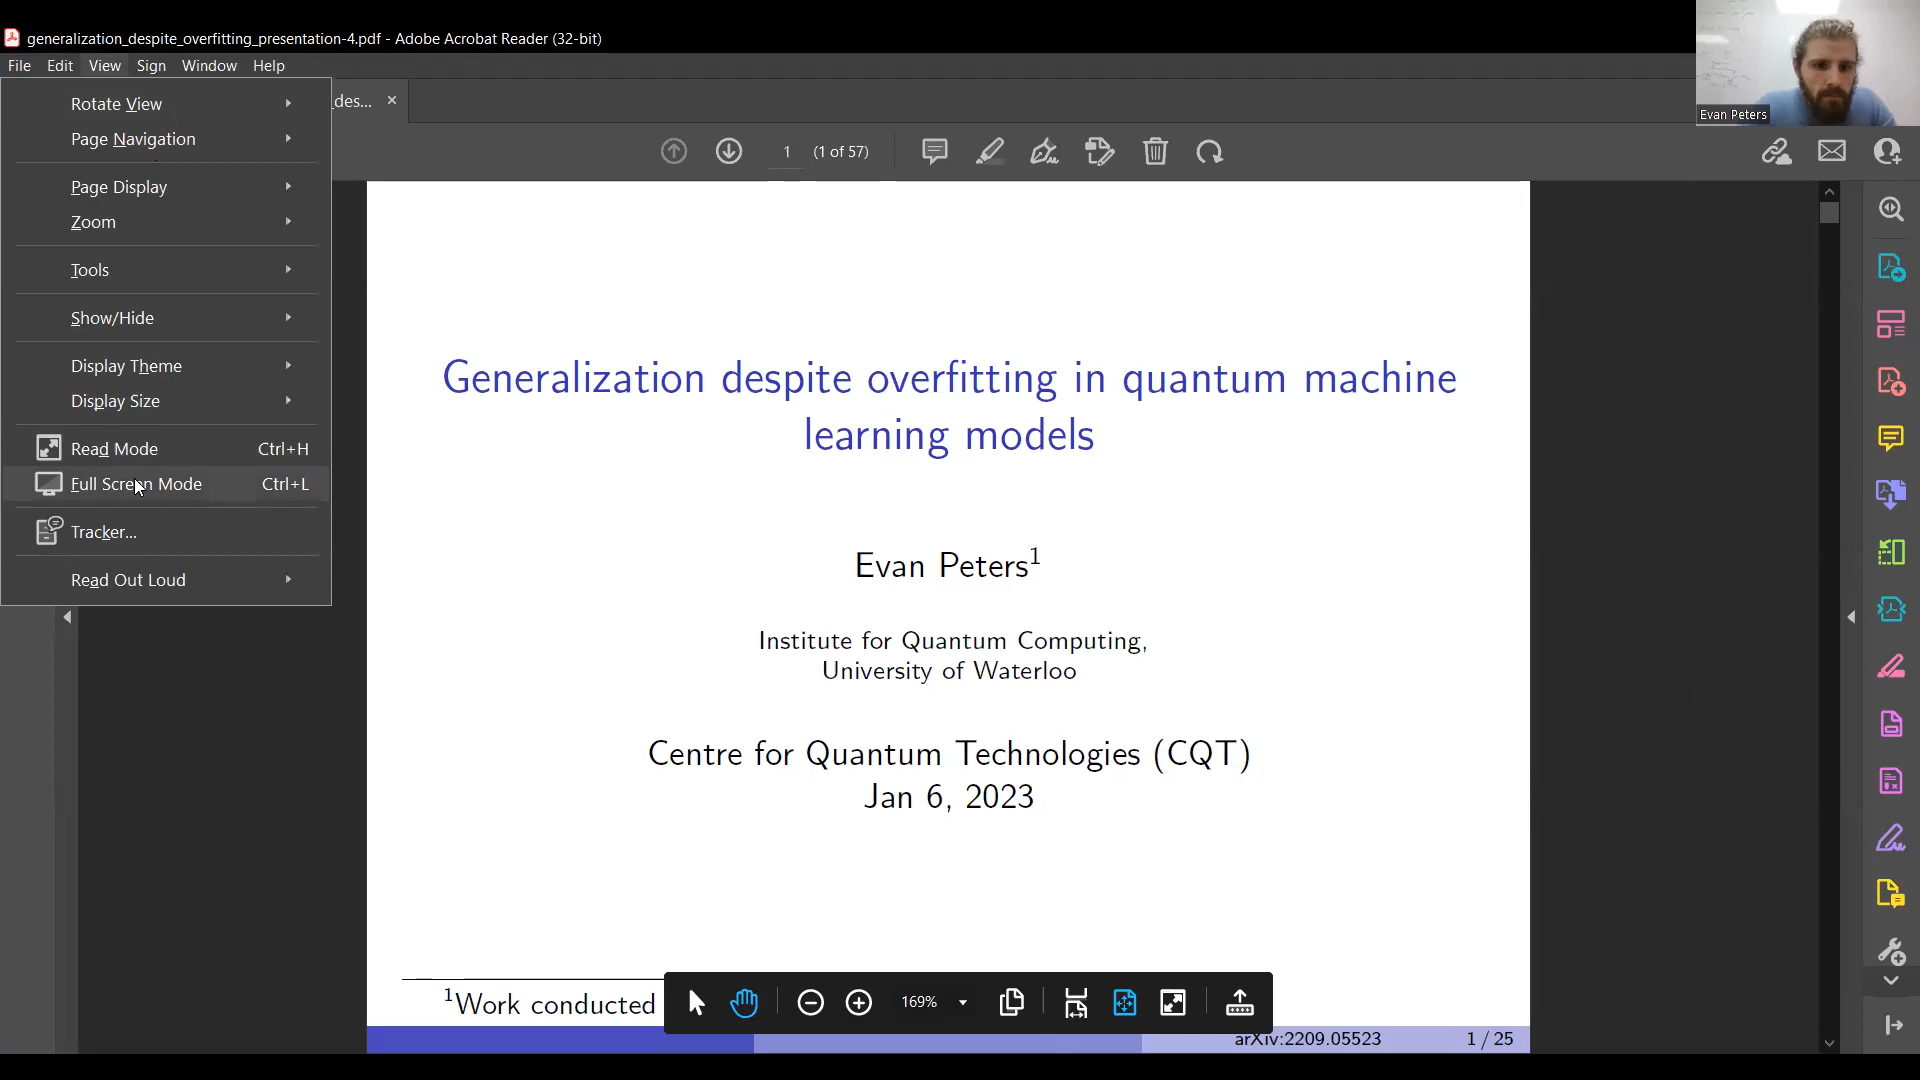 generalization_despite_overfitting_presentation-4.pdf - Adobe Acrobat Reader (32-bit)
File Edit View Sign Window Help
_des...
Rotate View
Page Navigation
Page Display
Zoom
Tools
Show/Hide
Display Theme
Display Size
Read Mode Ctrl+H
Full Screen Mode Ctrl+L
Tracker...
Read Out Loud
1 (1 of 57)
Evan Peters
Generalization despite overfitting in quantum machine
learning models
Evan Peters1
Institute for Quantum Computing,
University of Waterloo
Centre for Quantum Technologies (CQT)
Jan 6, 2023
1Work conducted
169%
arXiv:2209.05523 1 / 25